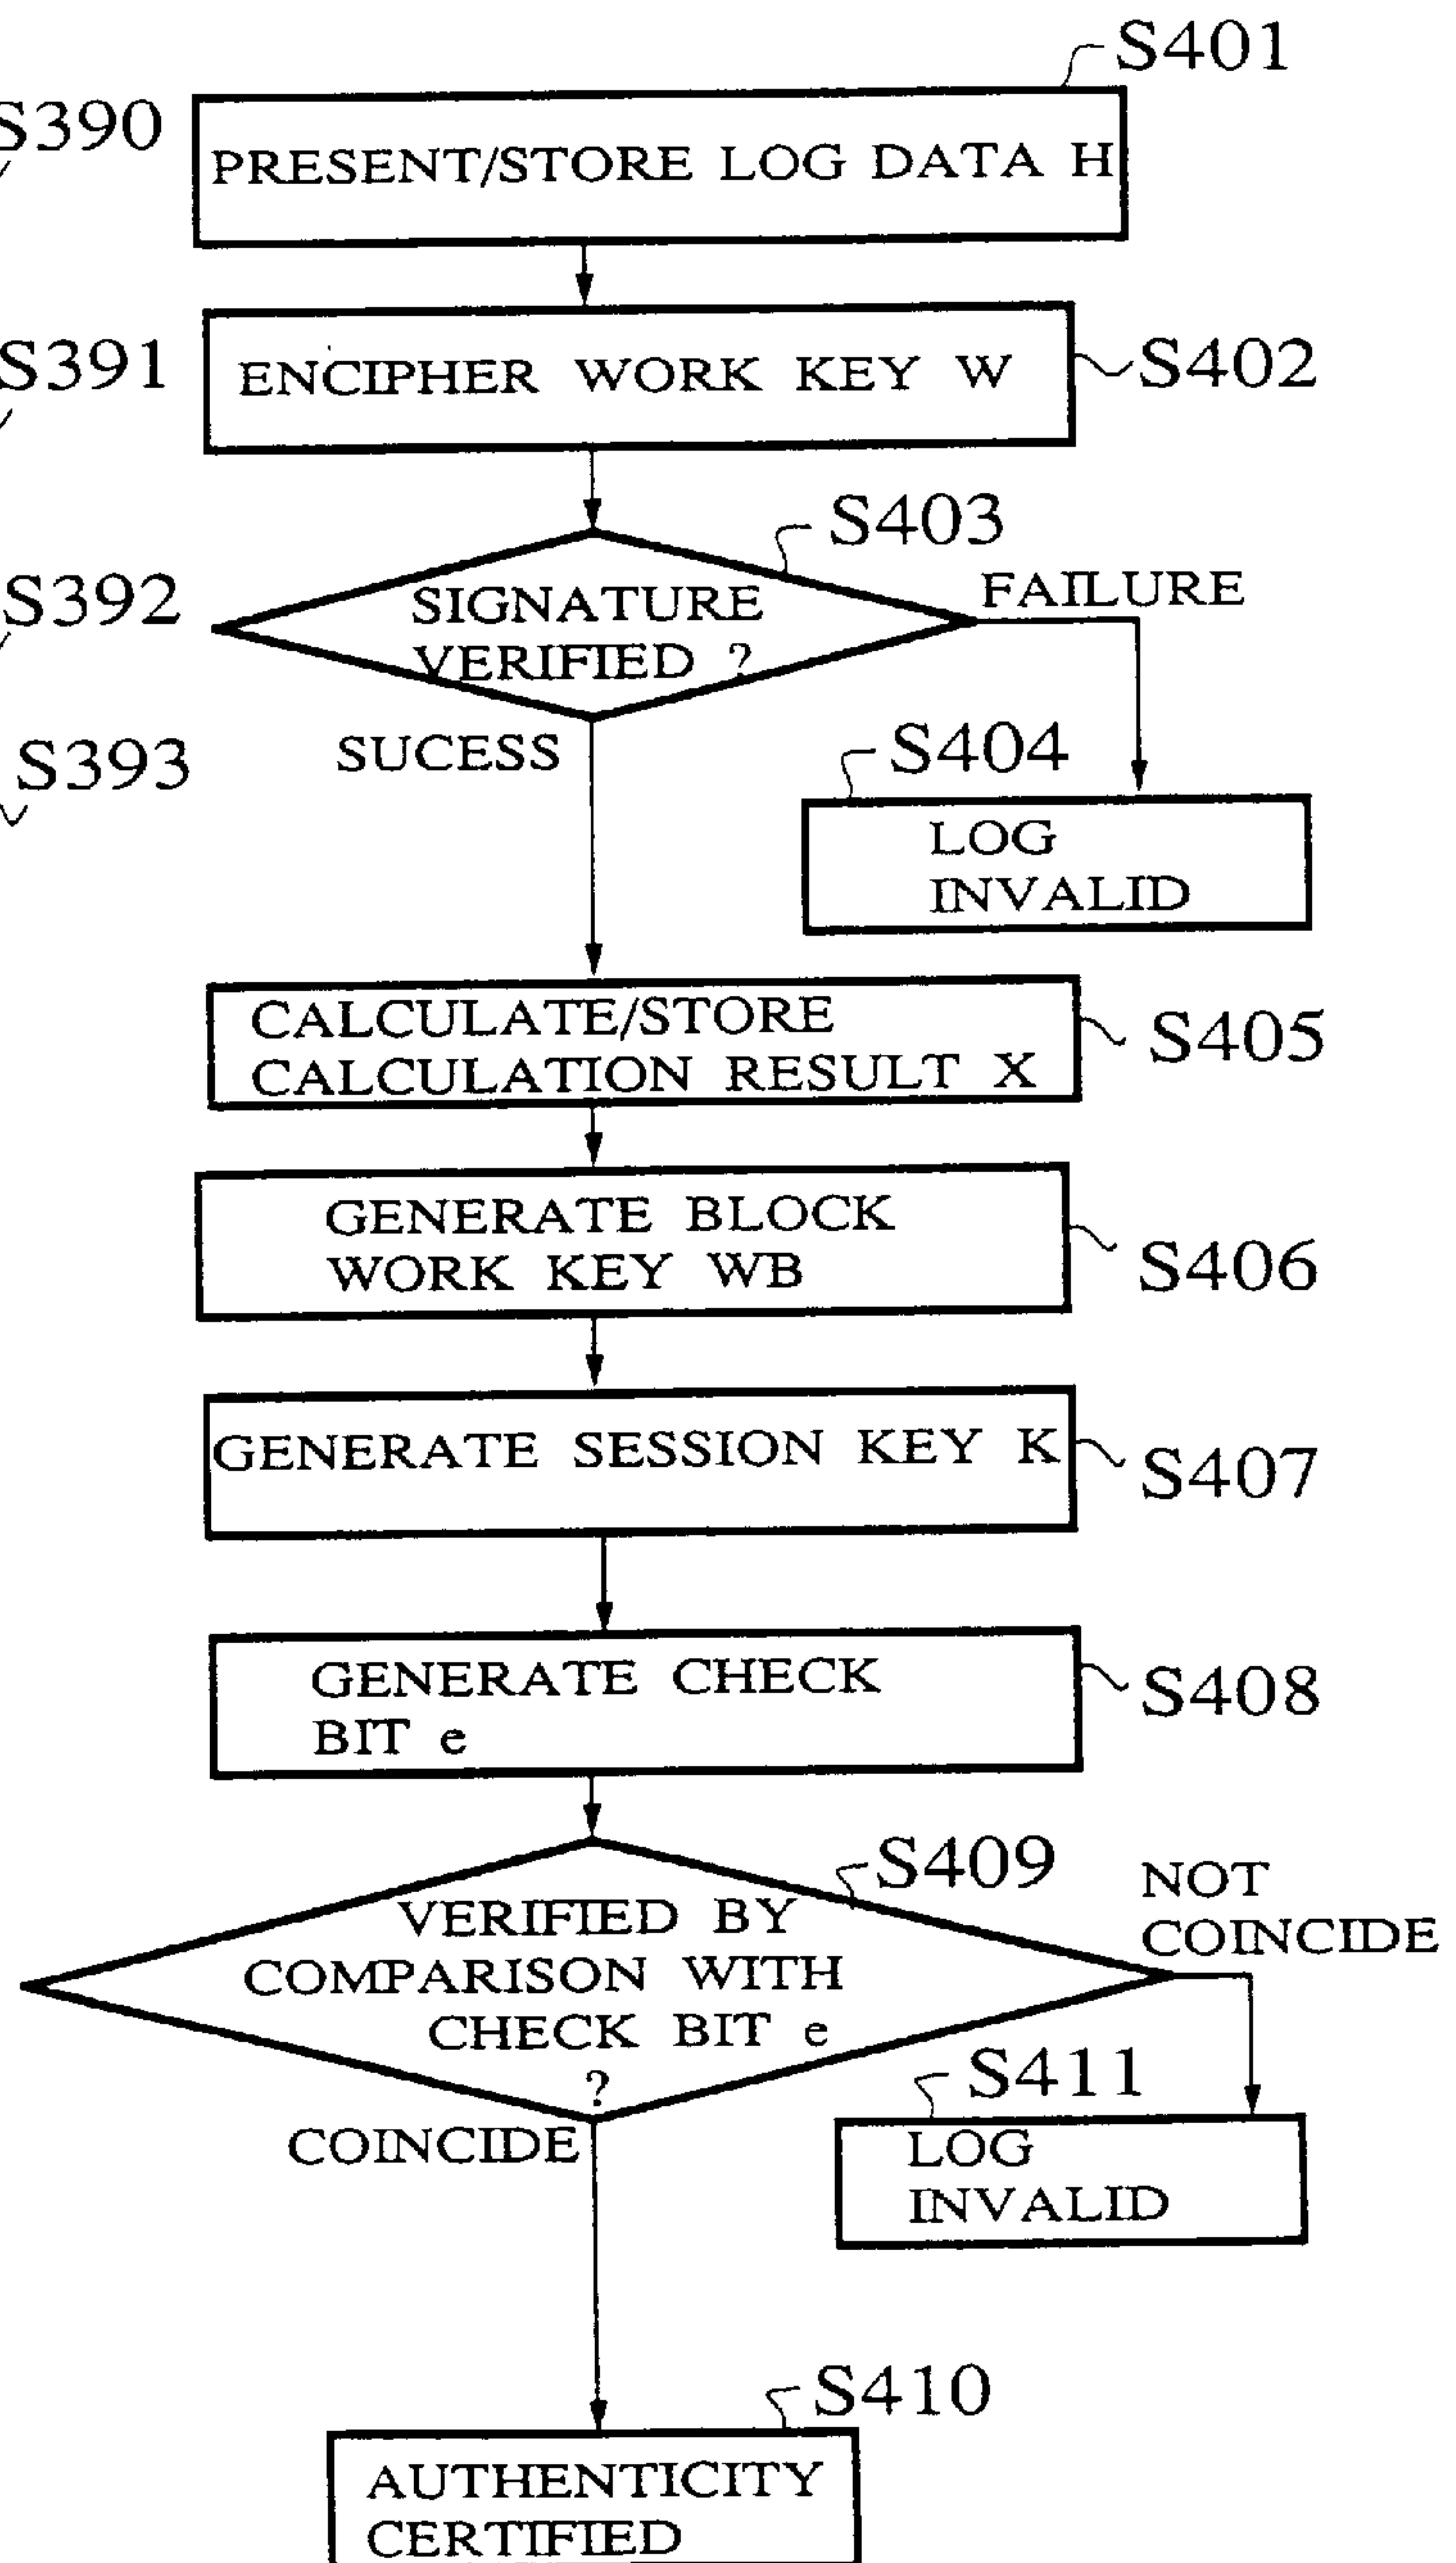 S401
S390
PRESENT/STORE LOG DATA H
S391
ENCIPHER WORK KEY W
S402
S403
FAILURE
S392
SIGNATURE
VERIFIED ?
SUCESS
S393
S404
LOG
INVALID
CALCULATE/STORE
CALCULATION RESULT X
S405
GENERATE BLOCK
WORK KEY WB
S406
GENERATE SESSION KEY K
S407
GENERATE CHECK
BIT e
S408
S409
NOT
COINCIDE
VERIFIED BY
COMPARISON WITH
CHECK BIT e
?
COINCIDE
S411
LOG
INVALID
S410
AUTHENTICITY
CERTIFIED